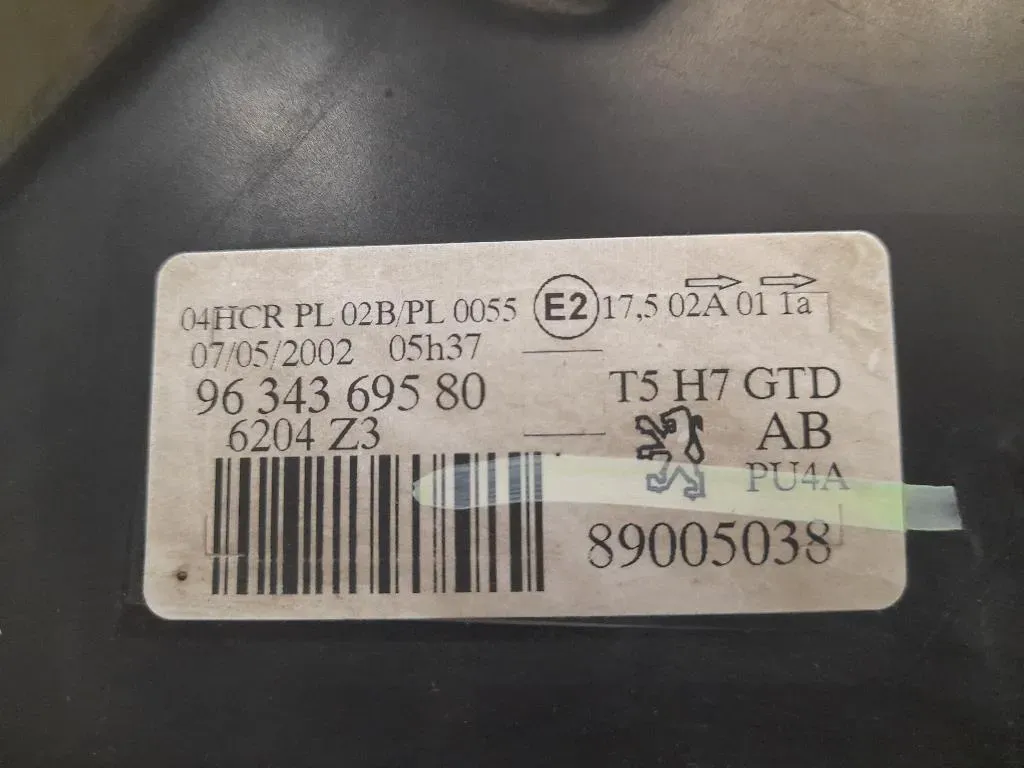 04HCR PL 02B/PL 0055 E2 17,5 02A 01 1a
07/05/2002 05h37
96 343 695 80 T5 H7 GTD
6204 Z3 AB
PU4A
89005038